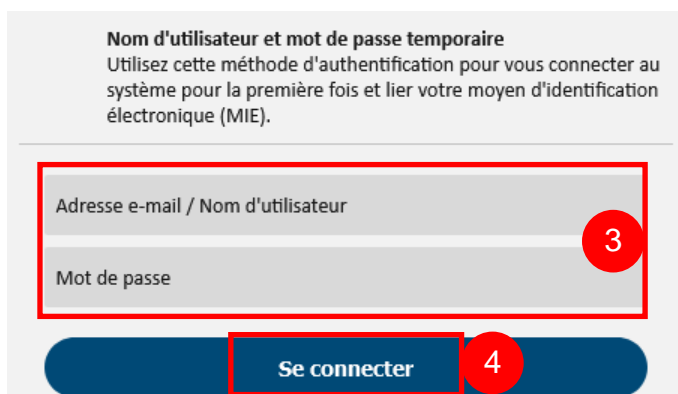 Nom d'utilisateur et mot de passe temporaire
Utilisez cette méthode d'authentification pour vous connecter au
système pour la première fois et lier votre moyen d'identification
électronique (MIE).
Adresse e-mail / Nom d'utilisateur
3
Mot de passe
Se connecter
4